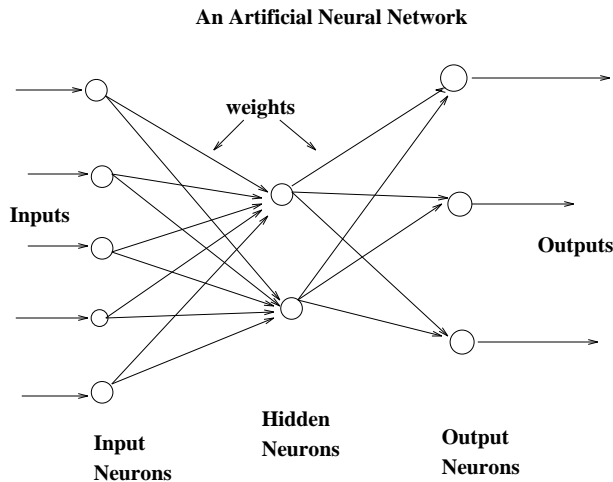 An Artificial Neural Network
weights
Inputs
Outputs
Input
Neurons
Hidden
Neurons
Output
Neurons